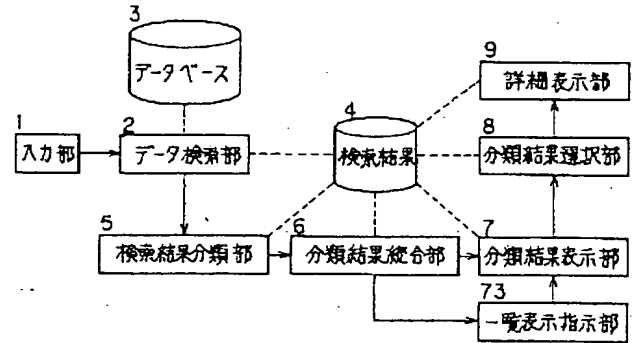 3
データベース
9
詳細表示部
1
入力部
2
データ検索部
4
検索結果
8
分類結果選択部
5
検索結果分類部
6
分類結果統合部
7
分類結果表示部
73
一覧表示指示部